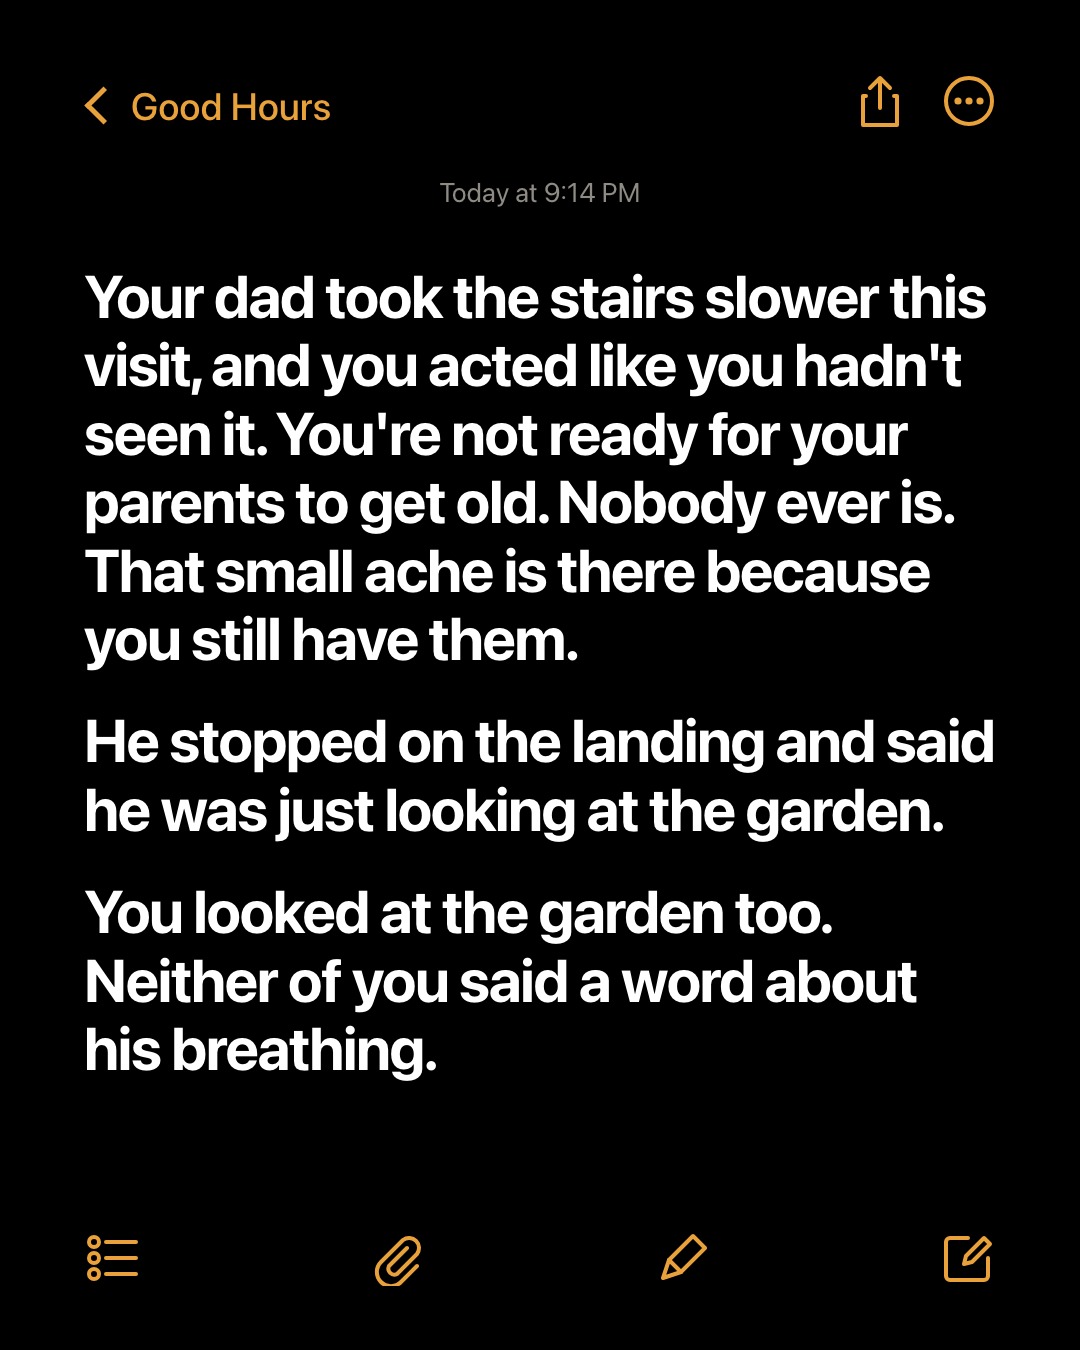 Good Hours
Today at 9:14 PM
Your dad took the stairs slower this
visit, and you acted like you hadn't
seen it. You're not ready for your
parents to get old. Nobody ever is.
That small ache is there because
you still have them.
He stopped on the landing and said
he was just looking at the garden.
You looked at the garden too.
Neither of you said a word about
his breathing.